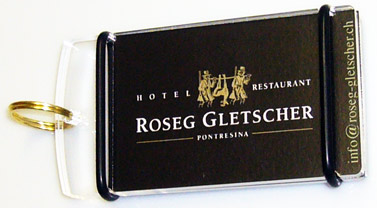 HOTEL RESTAURANT
ROSEG GLETSCHER
PONTRESINA
info@roseg-gletscher.ch